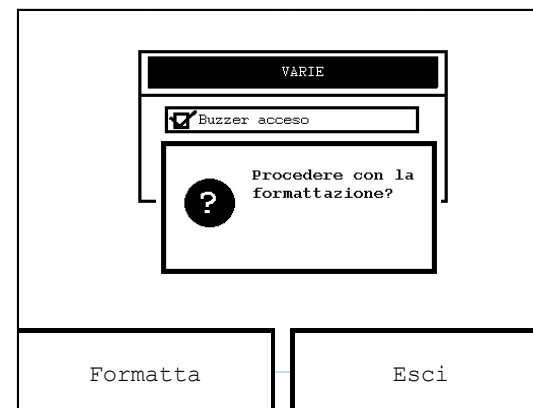 VARIE
Buzzer acceso
Procedere con la
formattazione?
?
Formatta
Esci